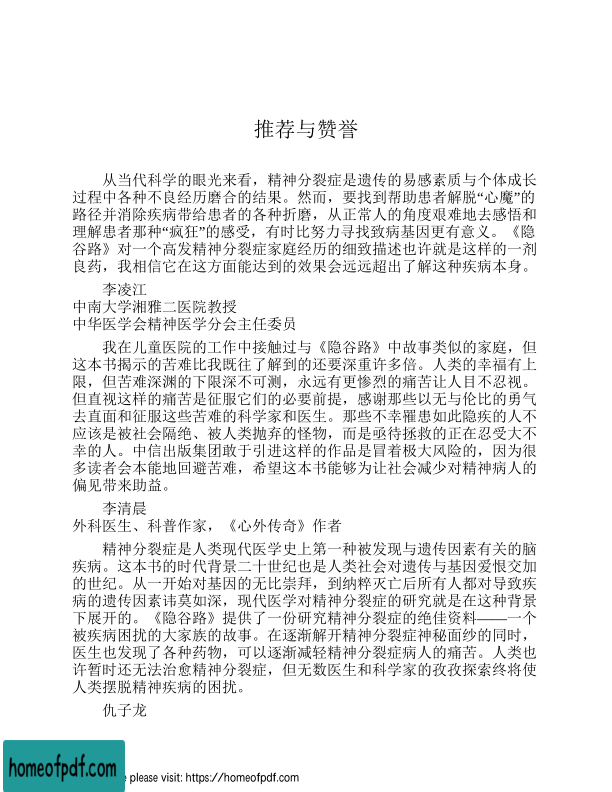 推荐与赞誉
从当代科学的眼光来看，精神分裂症是遗传的易感素质与个体成长
过程中各种不良经历磨合的结果。然而，要找到帮助患者解脱“心魔”的
路径并消除疾病带给患者的各种折磨，从正常人的角度艰难地去感悟和
理解患者那种“疯狂”的感受，有时比努力寻找致病基因更有意义。《隐
谷路》对一个高发精神分裂症家庭经历的细致描述也许就是这样的一剂
良药，我相信它在这方面能达到的效果会远远超出了解这种疾病本身。
李凌江
中南大学湘雅二医院教授
中华医学会精神医学分会主任委员
我在儿童医院的工作中接触过与《隐谷路》中故事类似的家庭，但
这本书揭示的苦难比我既往了解到的还要深重许多倍。人类的幸福有上
限，但苦难深渊的下限深不可测，永远有更惨烈的痛苦让人目不忍视。
但直视这样的痛苦是征服它们的必要前提，感谢那些以无与伦比的勇气
去直面和征服这些苦难的科学家和医生。那些不幸罹患如此隐疾的人不
应该是被社会隔绝、被人类抛弃的怪物，而是亟待拯救的正在忍受大不
幸的人。中信出版集团敢于引进这样的作品是冒着极大风险的，因为很
多读者会本能地回避苦难，希望这本书能够为让社会减少对精神病人的
偏见带来助益。
李清晨
外科医生、科普作家，《心外传奇》作者
精神分裂症是人类现代医学史上第一种被发现与遗传因素有关的脑
疾病。这本书的时代背景二十世纪也是人类社会对遗传与基因爱恨交加
的世纪。从一开始对基因的无比崇拜，到纳粹灭亡后所有人都对导致疾
病的遗传因素讳莫如深，现代医学对精神分裂症的研究就是在这种背景
下展开的。《隐谷路》提供了一份研究精神分裂症的绝佳资料——一个
被疾病困扰的大家族的故事。在逐渐解开精神分裂症神秘面纱的同时，
医生也发现了各种药物，可以逐渐减轻精神分裂症病人的痛苦。人类也
许暂时还无法治愈精神分裂症，但无数医生和科学家的孜孜探索终将使
人类摆脱精神疾病的困扰。
仇子龙
homeofpdf.com
e please visit: https://homeofpdf.com